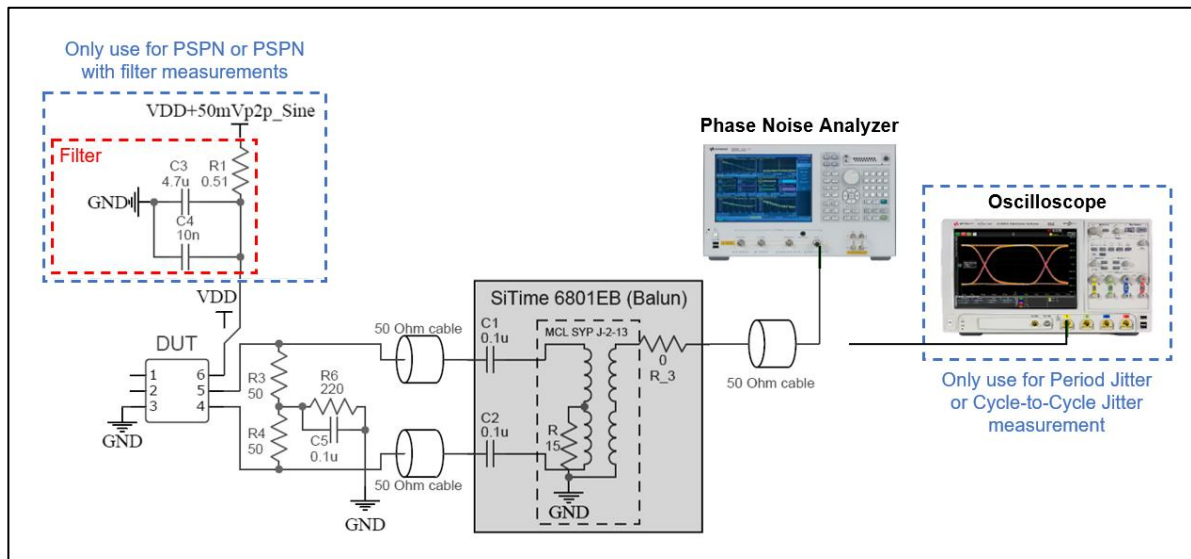 Only use for PSPN or PSPN
with filter measurements
VDD+50mVp2p_Sine
Filter
C3
4.7u
R1
0.51
GND
C4
10n
VDD
DUT
1
2
3
6
5
4
GND
R3
50
R4
50
R6
220
C5
0.1u
GND
50 Ohm cable
50 Ohm cable
SiTime 6801EB (Balun)
C1
0.1u
C2
0.1u
MCL SYP J-2-13
R
15
GND
0
R_3
50 Ohm cable
Phase Noise Analyzer
Oscilloscope
Only use for Period Jitter
or Cycle-to-Cycle Jitter
measurement